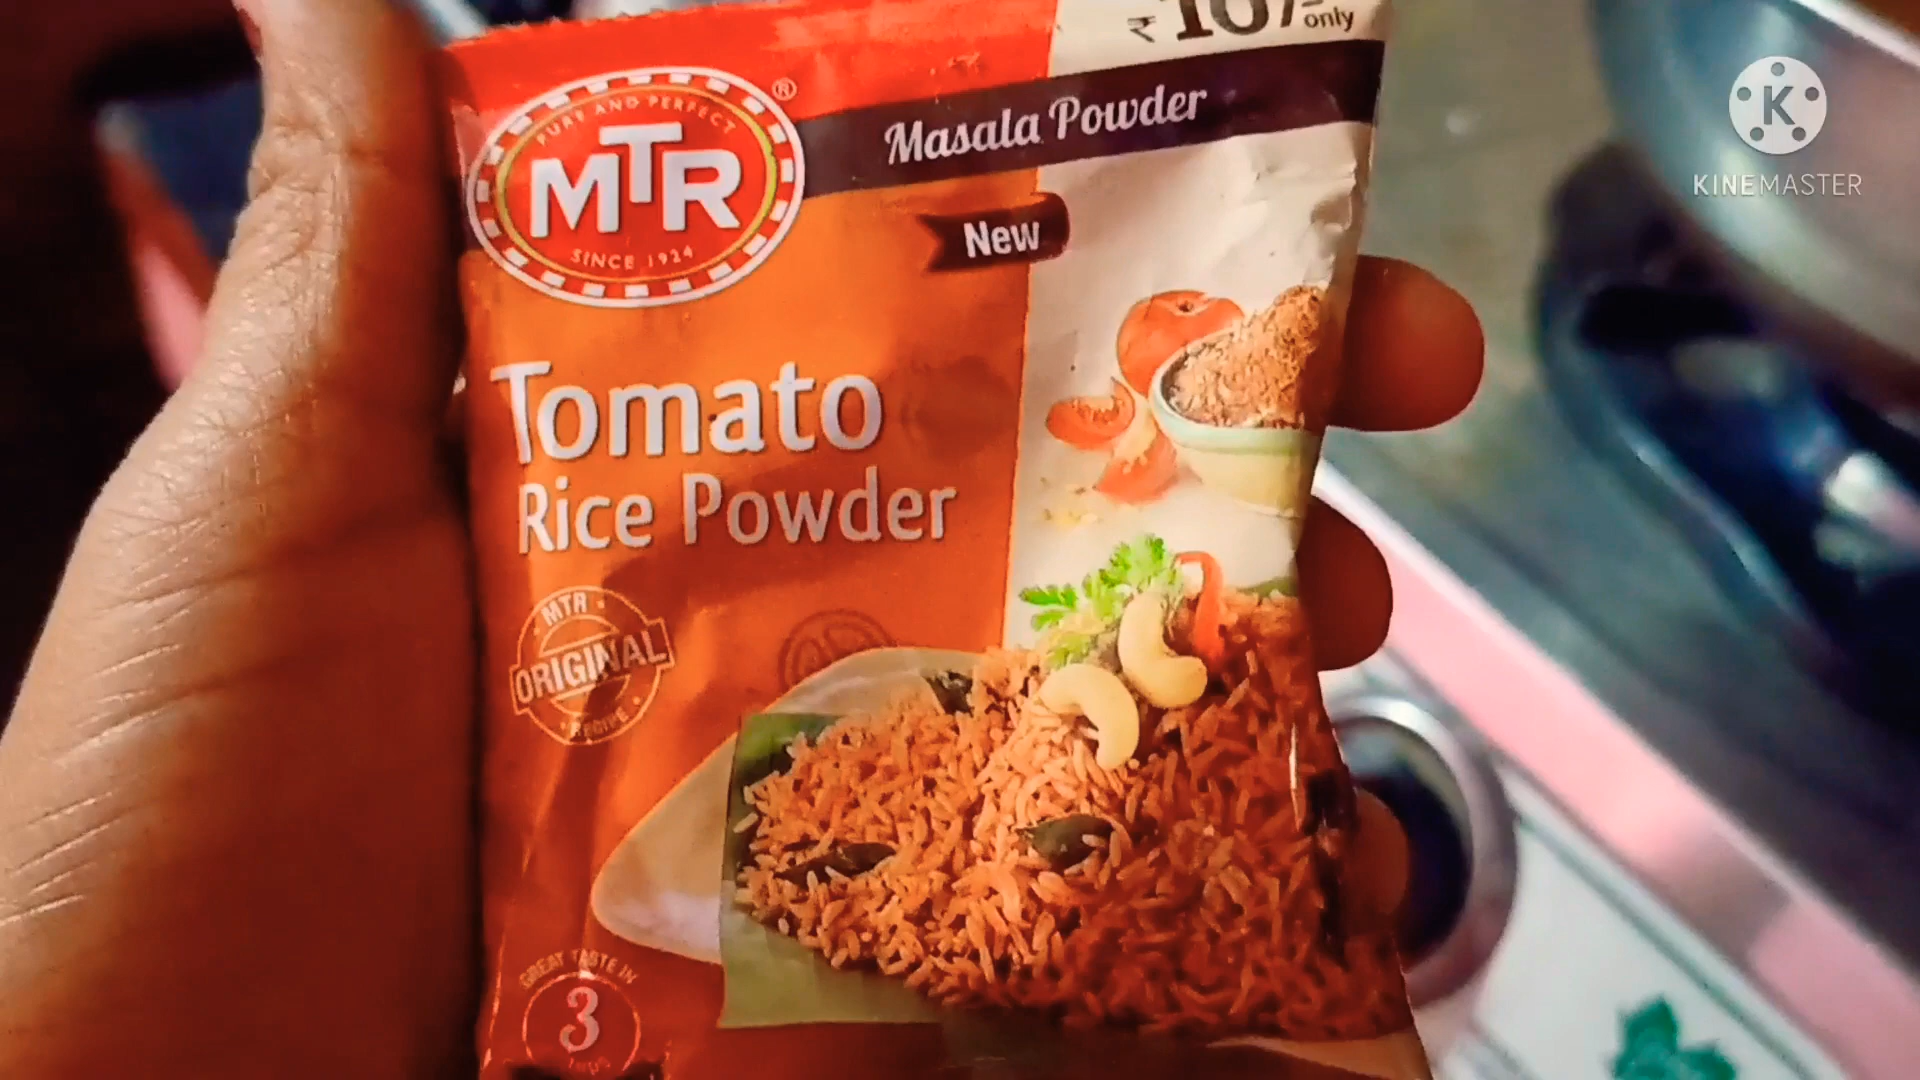 ₹ 10/- only
Masala Powder
PURE AND PERFECT
MTR
®
SINCE 1924
New
Tomato
Rice Powder
MTR
ORIGINAL
RECIPE
GREAT TASTE IN
3
K
KINEMASTER